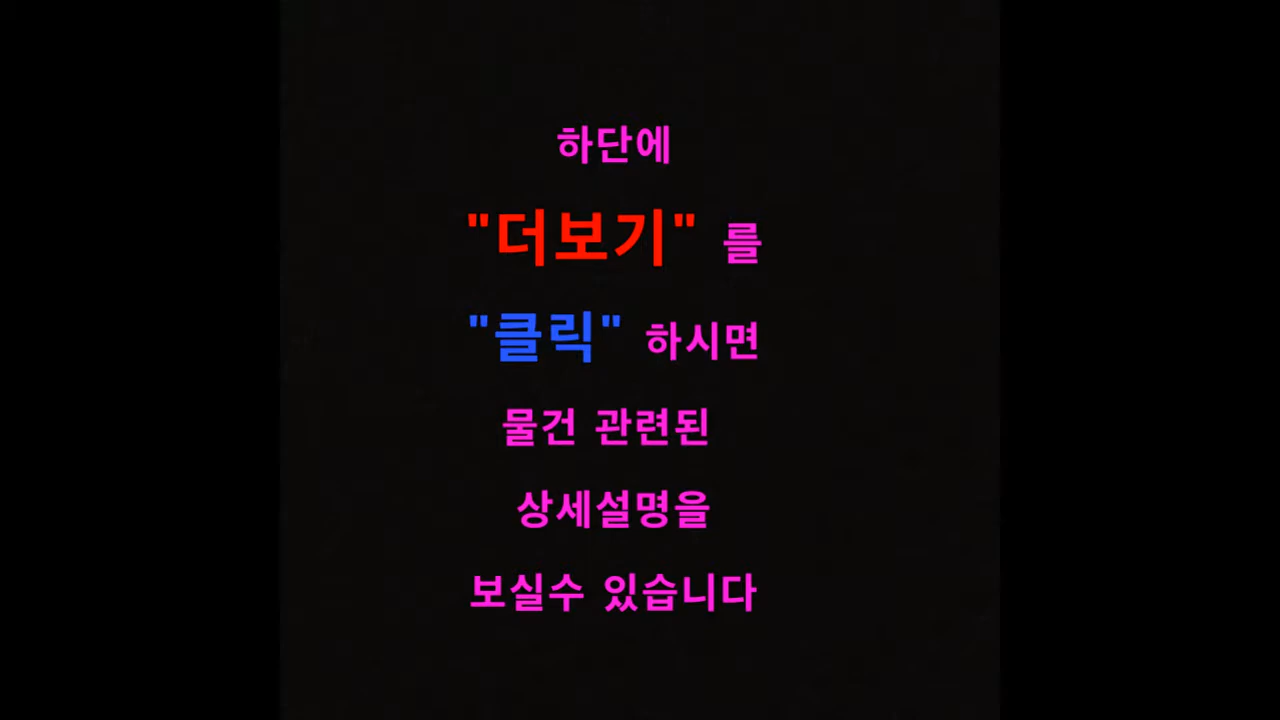 하단에
"더보기" 를
"클릭" 하시면
물건 관련된
상세설명을
보실수 있습니다